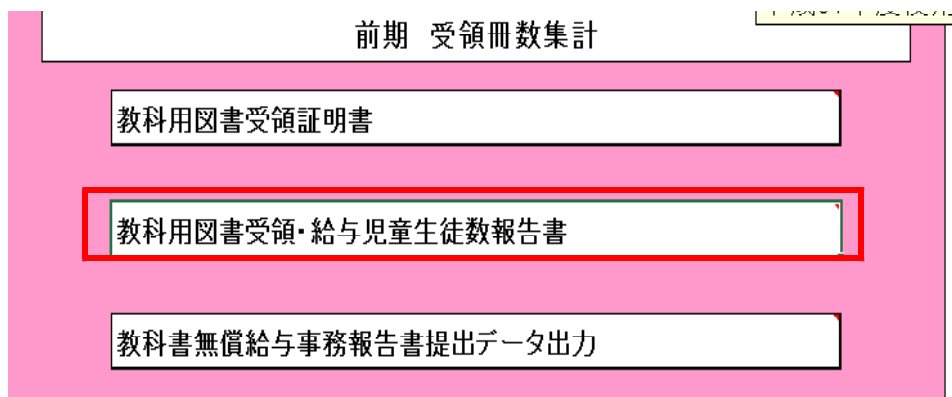 前期 受領冊数集計
教科用図書受領証明書
教科用図書受領・給与児童生徒数報告書
教科書無償給与事務報告書提出データ出力